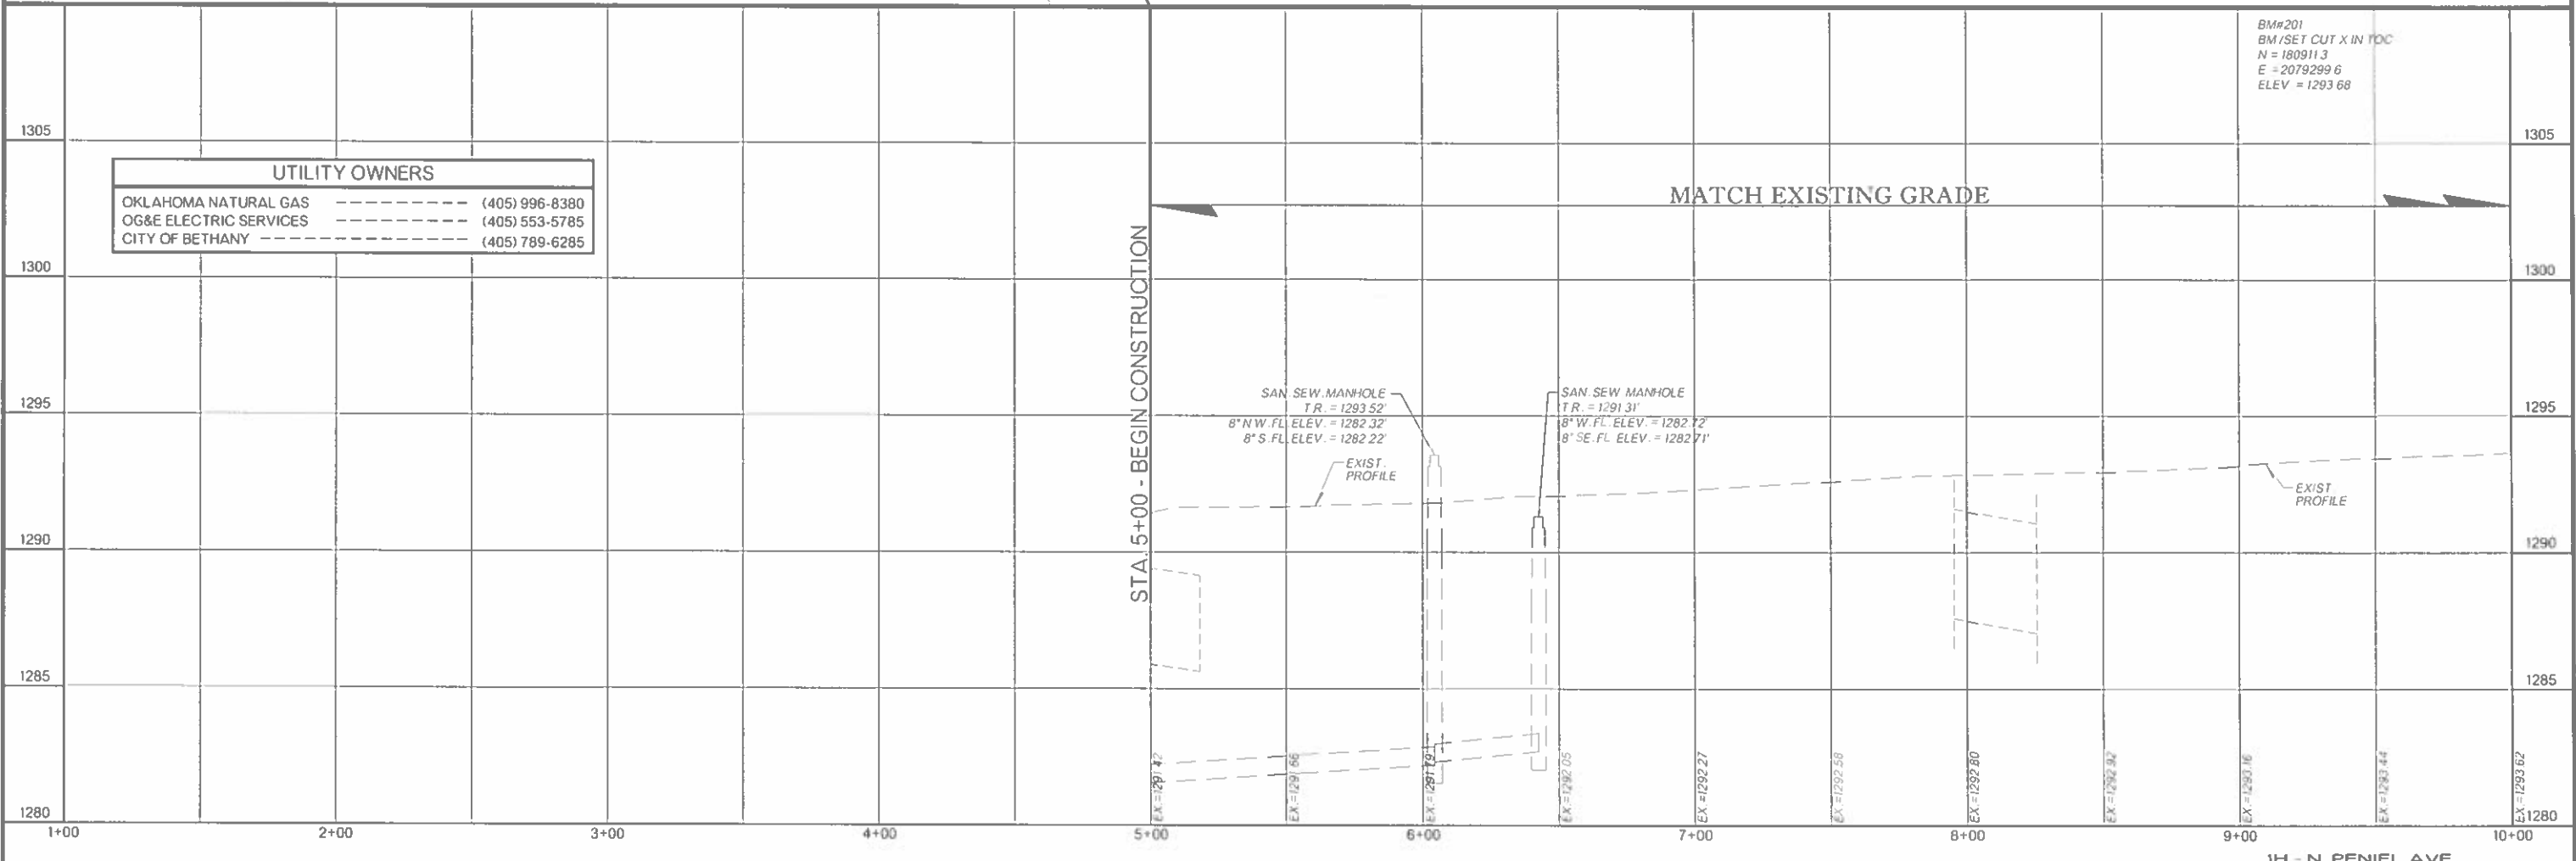 BM#201
BM/SET CUT X IN TOC
N = 1809113
E = 2079299 6
ELEV = 1293 68
1305
1305
UTILITY OWNERS
OKLAHOMA NATURAL GAS (405) 996-8380
OG&E ELECTRIC SERVICES (405) 553-5785
CITY OF BETHANY (405) 789-6285
MATCH EXISTING GRADE
1300
1300
STA. 5+00 - BEGIN CONSTRUCTION
1295
1295
SAN. SEW. MANHOLE
T R. = 1293 52'
8" N W. FL. ELEV. = 1282 32'
8" S. FL. ELEV. = 1282 22'
SAN. SEW MANHOLE
T R. = 1291 31'
8" W. FL. ELEV. = 1282.72'
8" SE. FL ELEV. = 1282.71'
EXIST.
PROFILE
EXIST
PROFILE
1290
1290
1285
1285
EX.=1291.42
EX.=1291.66
EX.=1291.79
EX.=1292.05
EX =1292.27
EX.=1292.58
EX.=1292.80
EX.=1292.92
EX.=1293.16
EX.=1293.44
EX.=1293.62
1280
1280
1+00
2+00
3+00
4+00
5+00
6+00
7+00
8+00
9+00
10+00
1H - N. PENIEL AVE